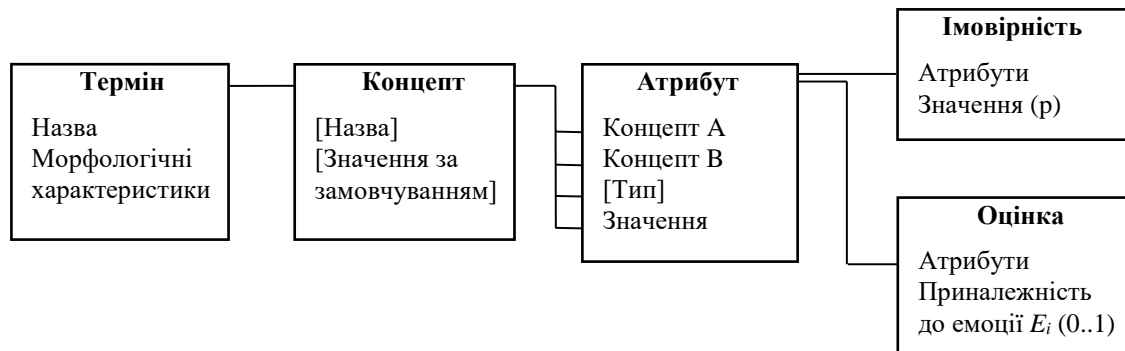 Термін
Назва
Морфологічні
характеристики
Концепт
[Назва]
[Значення за
замовчуванням]
Атрибут
Концепт А
Концепт В
[Тип]
Значення
Імовірність
Атрибути
Значення (p)
Оцінка
Атрибути
Приналежність
до емоції Ei (0..1)